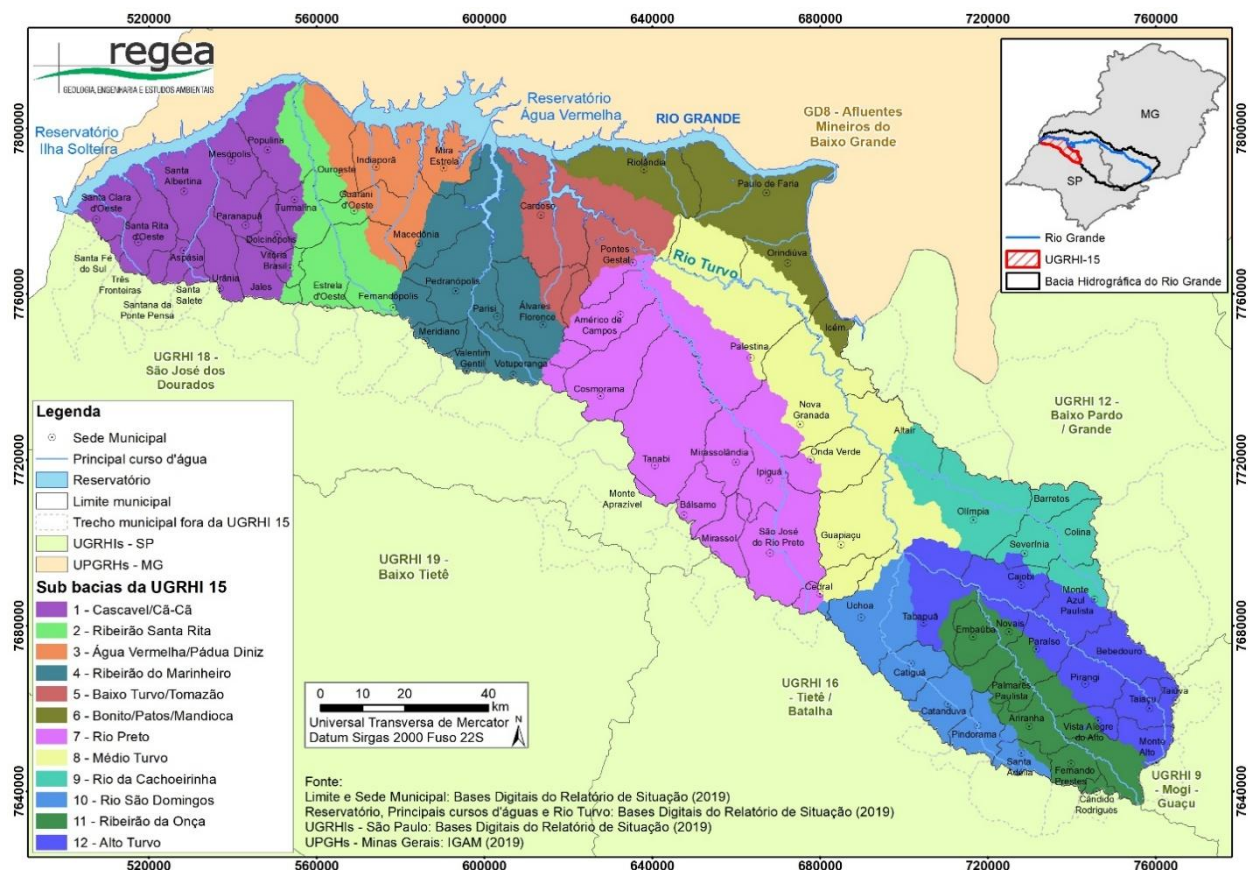 520000 560000 600000 640000 680000 720000 760000
regea
GEOLOGIA, ENGENHARIA E ESTUDOS AMBIENTAIS
Reservatório
Ilha Solteira
Reservatório
Água Vermelha
RIO GRANDE
GD8 - Afluentes
Mineiros do
Baixo Grande
MG
SP
Rio Grande
UGRHI-15
Bacia Hidrográfica do Rio Grande
7800000
7760000
7720000
7680000
7640000
7800000
7760000
7720000
7680000
7640000
Populina
Mesópolis
Santa
Albertina
Santa Clara
d'Oeste
Santa Rita
d'Oeste
Paranapuã
Turmalina
Dolcinópolis
Vitória
Brasil
Aspásia
Urânia
Jales
Santa Fé
do Sul
Três
Fronteiras
Santana da
Ponte Pensa
Santa
Salete
Ouroeste
Guarani
d'Oeste
Indiaporã
Mira
Estrela
Macedônia
Estrela
d'Oeste
Fernandópolis
Pedranópolis
Parisi
Meridiano
Valentim
Gentil
Votuporanga
Álvares
Florence
Cardoso
Pontes
Gestal
Riolândia
Paulo de Faria
Orindiúva
Icém
Rio Turvo
Américo de
Campos
Palestina
Cosmorama
Nova
Granada
Altair
Onda Verde
Tanabi
Mirassolândia
Ipiguá
Monte
Aprazível
Bálsamo
Mirassol
São José
do Rio Preto
Guapiaçu
Cedral
Olímpia
Barretos
Colina
Severínia
Cajobi
Monte
Azul
Paulista
Uchoa
Tabapuã
Embaúba
Novais
Paraíso
Bebedouro
Catiguá
Pirangi
Palmares
Paulista
Taiaçu
Taiúva
Catanduva
Ariranha
Vista Alegre
do Alto
Pindorama
Monte
Alto
Santa
Adélia
Fernando
Prestes
Cândido
Rodrigues
UGRHI 18 -
São José dos
Dourados
UGRHI 12 -
Baixo Pardo
/ Grande
UGRHI 19 -
Baixo Tietê
UGRHI 16
- Tietê /
Batalha
UGRHI 9
- Mogi -
Guaçu
Legenda
Sede Municipal
Principal curso d'água
Reservatório
Limite municipal
Trecho municipal fora da UGRHI 15
UGRHIs - SP
UPGRHs - MG
Sub bacias da UGRHI 15
1 - Cascavel/Cã-Cã
2 - Ribeirão Santa Rita
3 - Água Vermelha/Pádua Diniz
4 - Ribeirão do Marinheiro
5 - Baixo Turvo/Tomazão
6 - Bonito/Patos/Mandioca
7 - Rio Preto
8 - Médio Turvo
9 - Rio da Cachoeirinha
10 - Rio São Domingos
11 - Ribeirão da Onça
12 - Alto Turvo
0 10 20 40
km
Universal Transversa de Mercator
Datum Sirgas 2000 Fuso 22S
N
Fonte:
Limite e Sede Municipal: Bases Digitais do Relatório de Situação (2019)
Reservatório, Principais cursos d'águas e Rio Turvo: Bases Digitais do Relatório de Situação (2019)
UGRHIs - São Paulo: Bases Digitais do Relatório de Situação (2019)
UPGHs - Minas Gerais: IGAM (2019)
520000 560000 600000 640000 680000 720000 760000